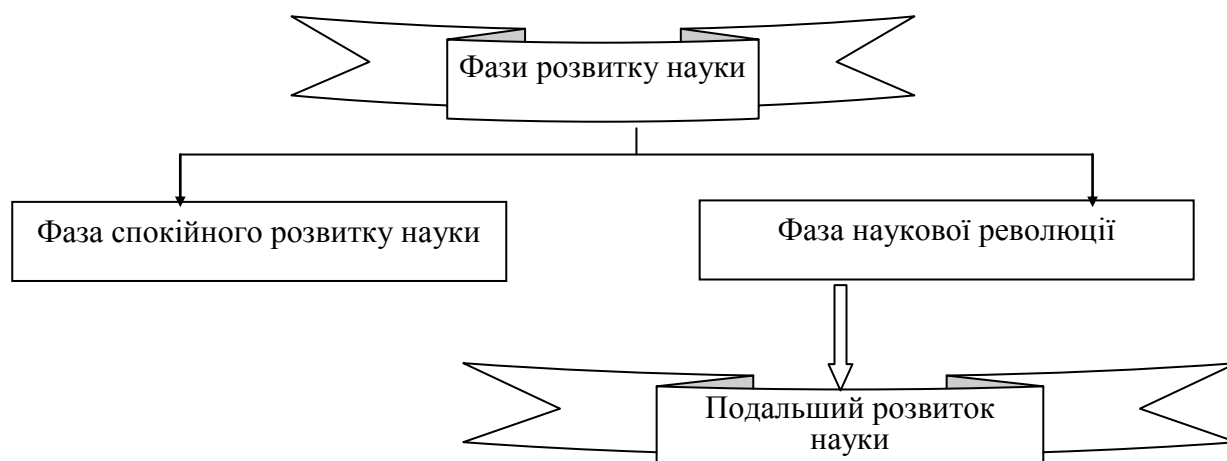 Фази розвитку науки
Фаза спокійного розвитку науки
Фаза наукової революції
Подальший розвиток
науки